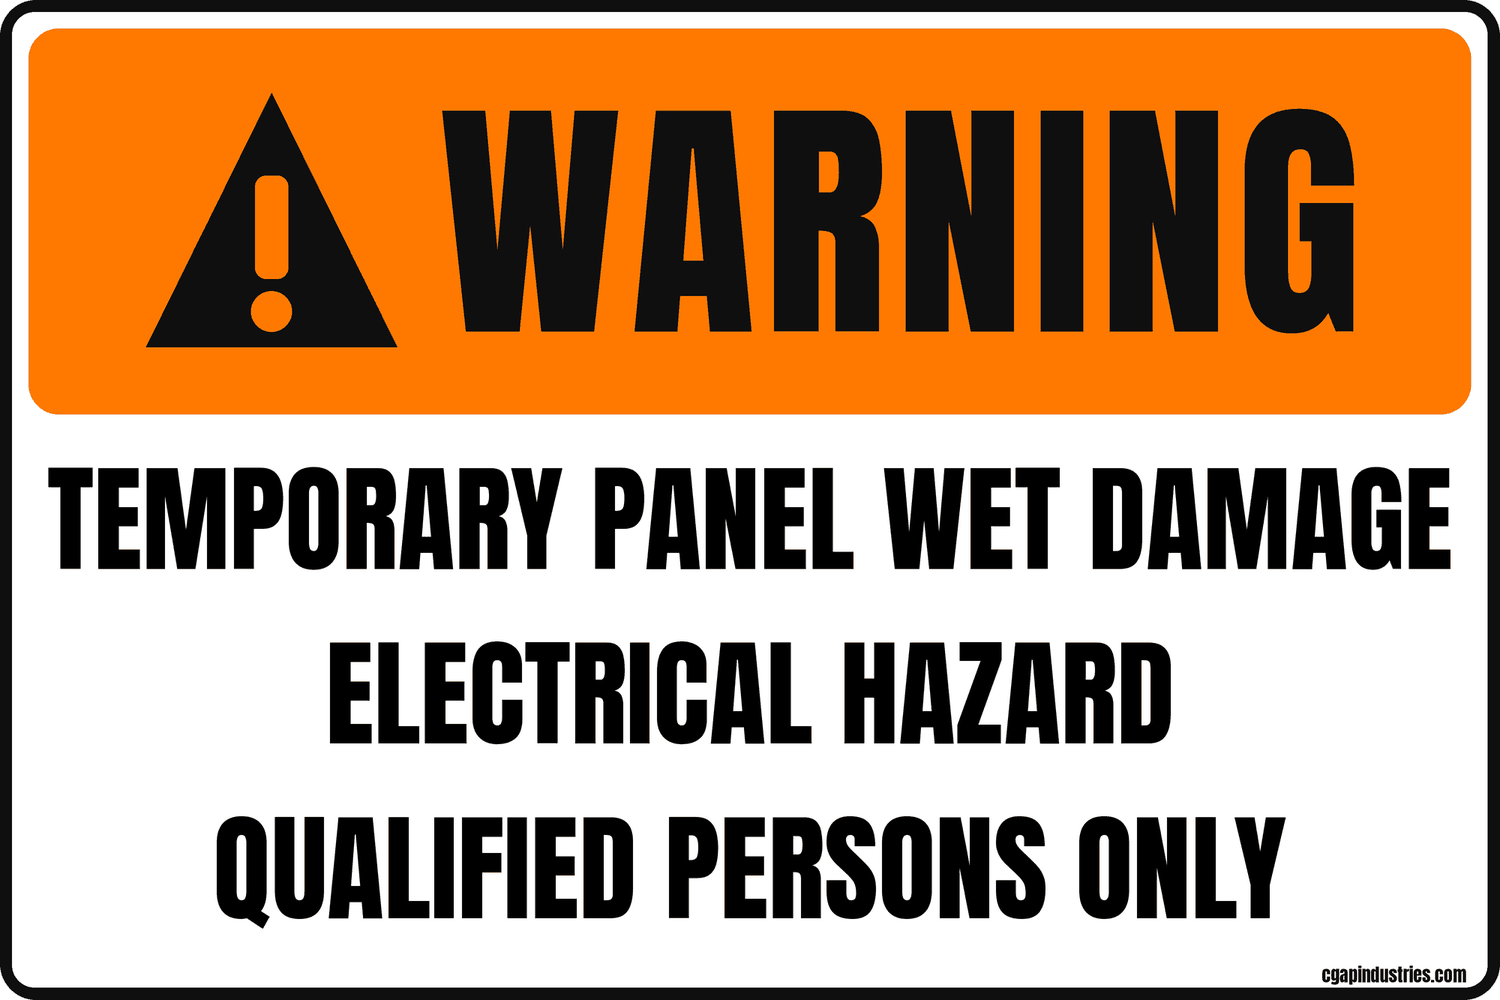 WARNING
TEMPORARY PANEL WET DAMAGE
ELECTRICAL HAZARD
QUALIFIED PERSONS ONLY
cgapindustries.com